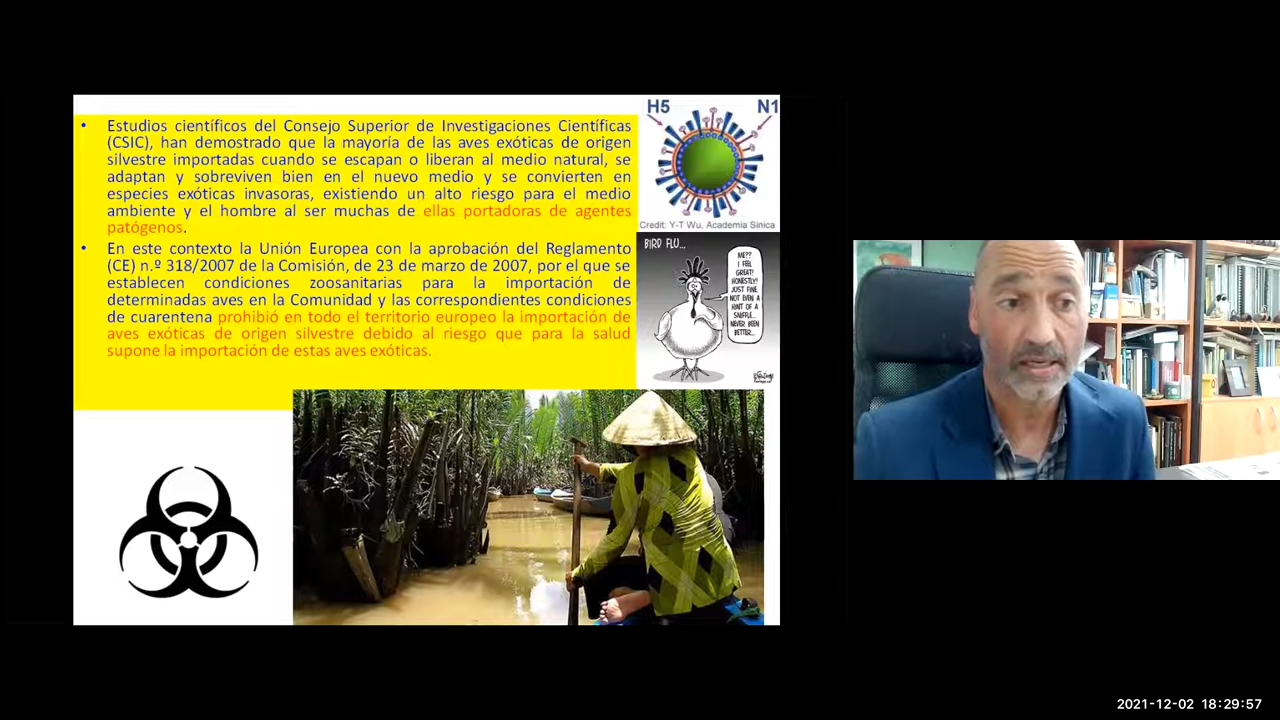 • Estudios científicos del Consejo Superior de Investigaciones Científicas
(CSIC), han demostrado que la mayoría de las aves exóticas de origen
silvestre importadas cuando se escapan o liberan al medio natural, se
adaptan y sobreviven bien en el nuevo medio y se convierten en
especies exóticas invasoras, existiendo un alto riesgo para el medio
ambiente y el hombre al ser muchas de ellas portadoras de agentes
patógenos.
• En este contexto la Unión Europea con la aprobación del Reglamento
(CE) n.º 318/2007 de la Comisión, de 23 de marzo de 2007, por el que se
establecen condiciones zoosanitarias para la importación de
determinadas aves en la Comunidad y las correspondientes condiciones
de cuarentena prohibió en todo el territorio europeo la importación de
aves exóticas de origen silvestre debido al riesgo que para la salud
supone la importación de estas aves exóticas.
H5 N1
Credit: Y-T Wu, Academia Sinica
BIRD FLU...
ME??
I FEEL
GREAT!
HONESTLY!
JUST FINE
NOT EVEN A
HINT OF A
SNIFFLE...
NEVER BEEN
BETTER...
2021-12-02 18:29:57